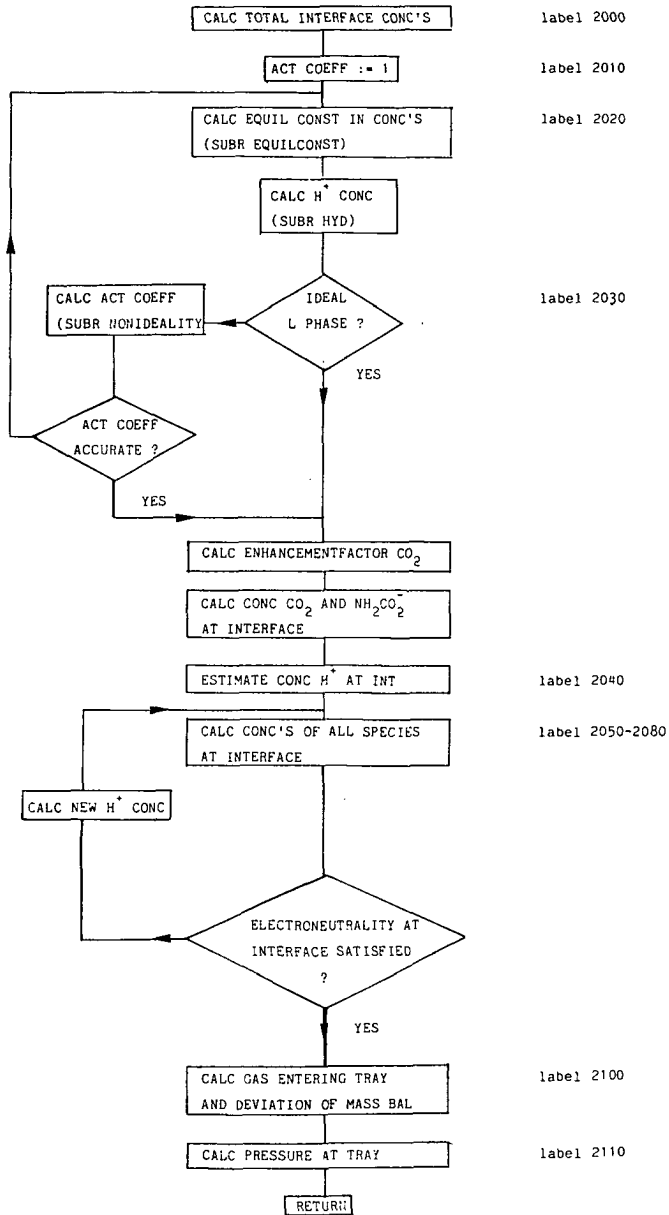 CALC TOTAL INTERFACE CONC'S label 2000
ACT COEFF := 1 label 2010
CALC EQUIL CONST IN CONC'S label 2020
(SUBR EQUILCONST)
CALC H⁺ CONC
(SUBR HYD)
CALC ACT COEFF
(SUBR NONIDEALITY
IDEAL label 2030
L PHASE ?
YES
ACT COEFF
ACCURATE ?
YES
CALC ENHANCEMENTFACTOR CO₂
CALC CONC CO₂ AND NH₂CO₂⁻
AT INTERFACE
ESTIMATE CONC H⁺ AT INT label 2040
CALC CONC'S OF ALL SPECIES label 2050-2080
AT INTERFACE
CALC NEW H⁺ CONC
ELECTRONEUTRALITY AT
INTERFACE SATISFIED
?
YES
CALC GAS ENTERING TRAY label 2100
AND DEVIATION OF MASS BAL
CALC PRESSURE AT TRAY label 2110
RETURN